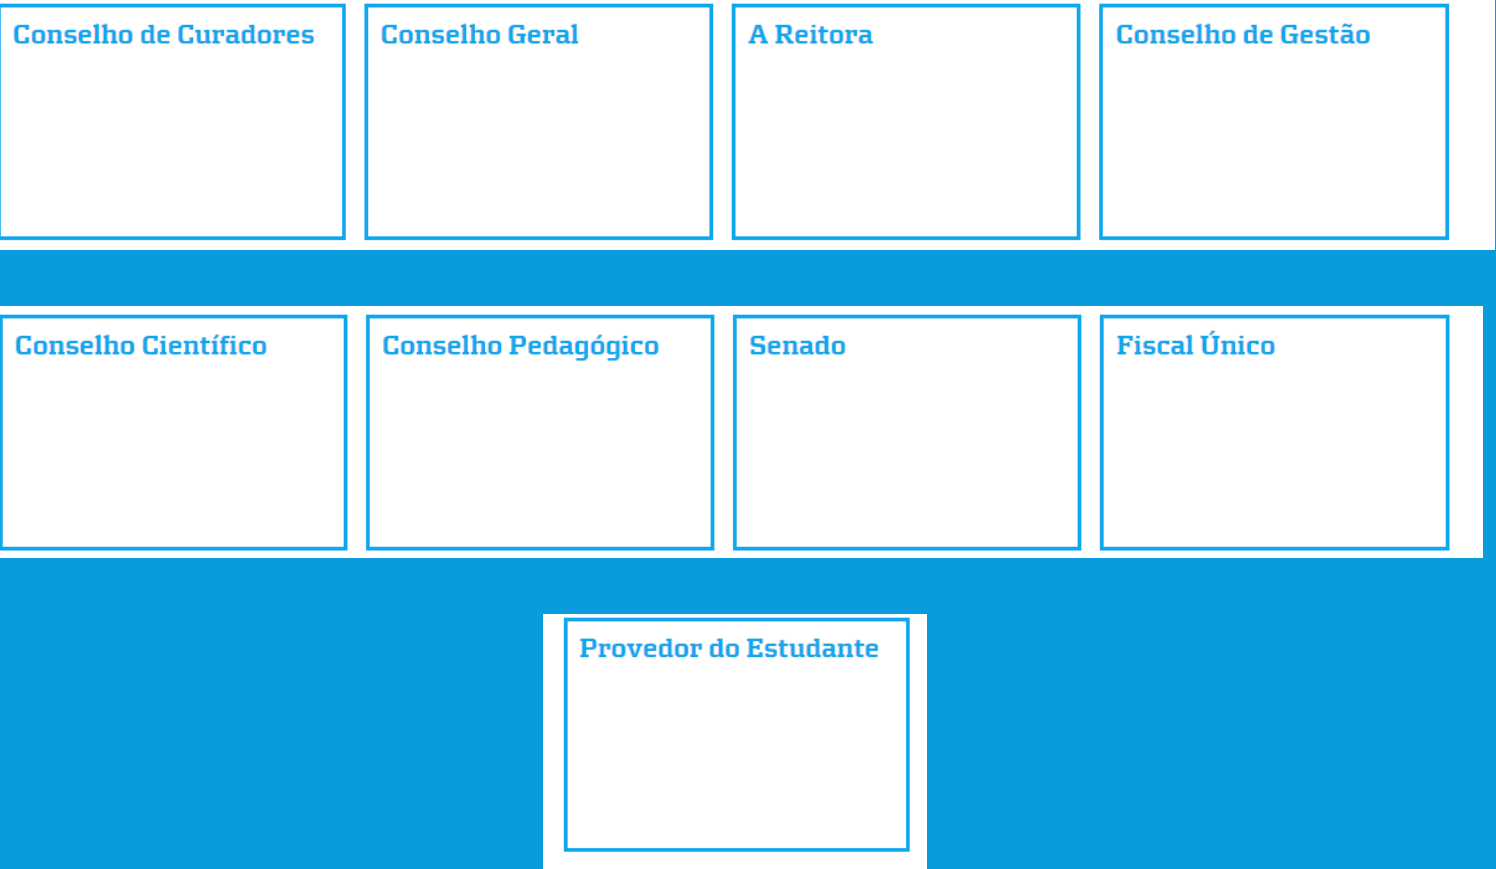 Conselho de Curadores
Conselho Geral
A Reitora
Conselho de Gestão
Conselho Científico
Conselho Pedagógico
Senado
Fiscal Único
Provedor do Estudante